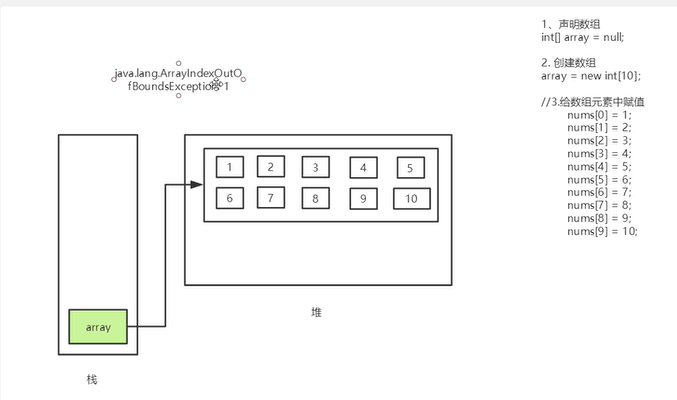 java.lang.ArrayIndexOutO
fBoundsException: 1
1
2
3
4
5
6
7
8
9
10
array
栈
堆
1、声明数组
int[] array = null;
2. 创建数组
array = new int[10];
//3.给数组元素中赋值
nums[0] = 1;
nums[1] = 2;
nums[2] = 3;
nums[3] = 4;
nums[4] = 5;
nums[5] = 6;
nums[6] = 7;
nums[7] = 8;
nums[8] = 9;
nums[9] = 10;